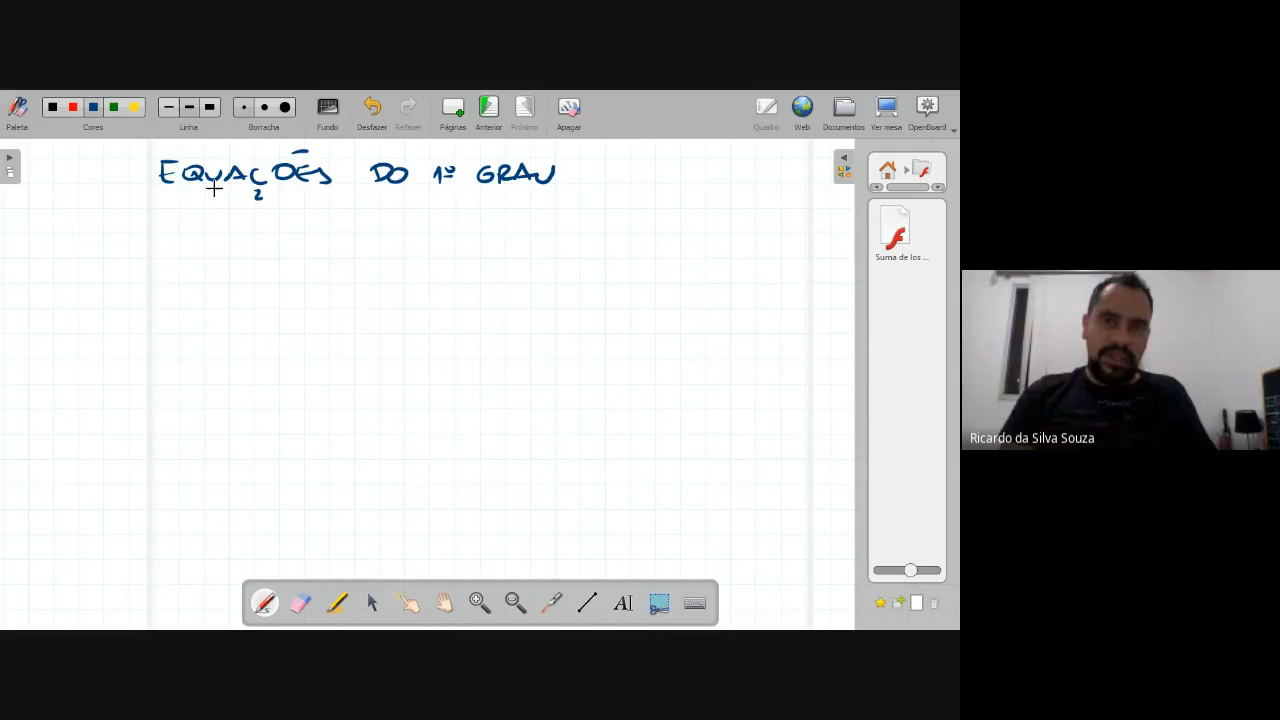 Paleta Cores Linha Borracha Fundo Desfazer Refazer Páginas Anterior Próximo Apagar Quadro Web Documentos Ver mesa OpenBoard
EQUAÇÕES DO 1º GRAU
Suma de los ...
Ricardo da Silva Souza
AI